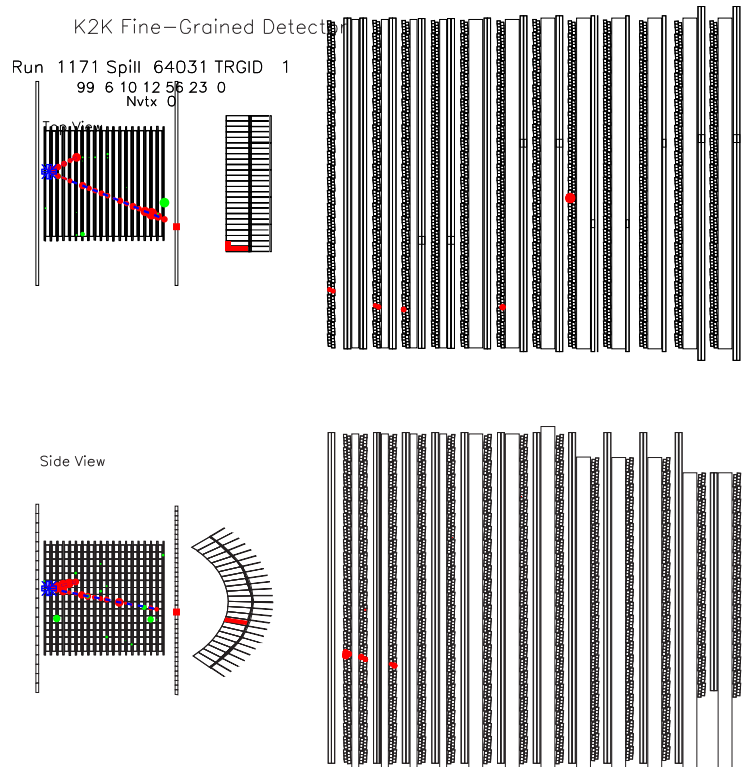 K2K Fine-Grained Detector
Run 1171 Spill 64031 TRGID 1
99 6 10 12 56 23 0
Nvtx 0
Top View
Side View